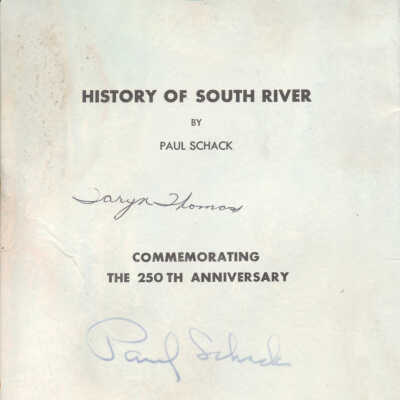 HISTORY OF SOUTH RIVER
BY
PAUL SCHACK
Taryn Thomas
COMMEMORATING
THE 250TH ANNIVERSARY
Paul Schack